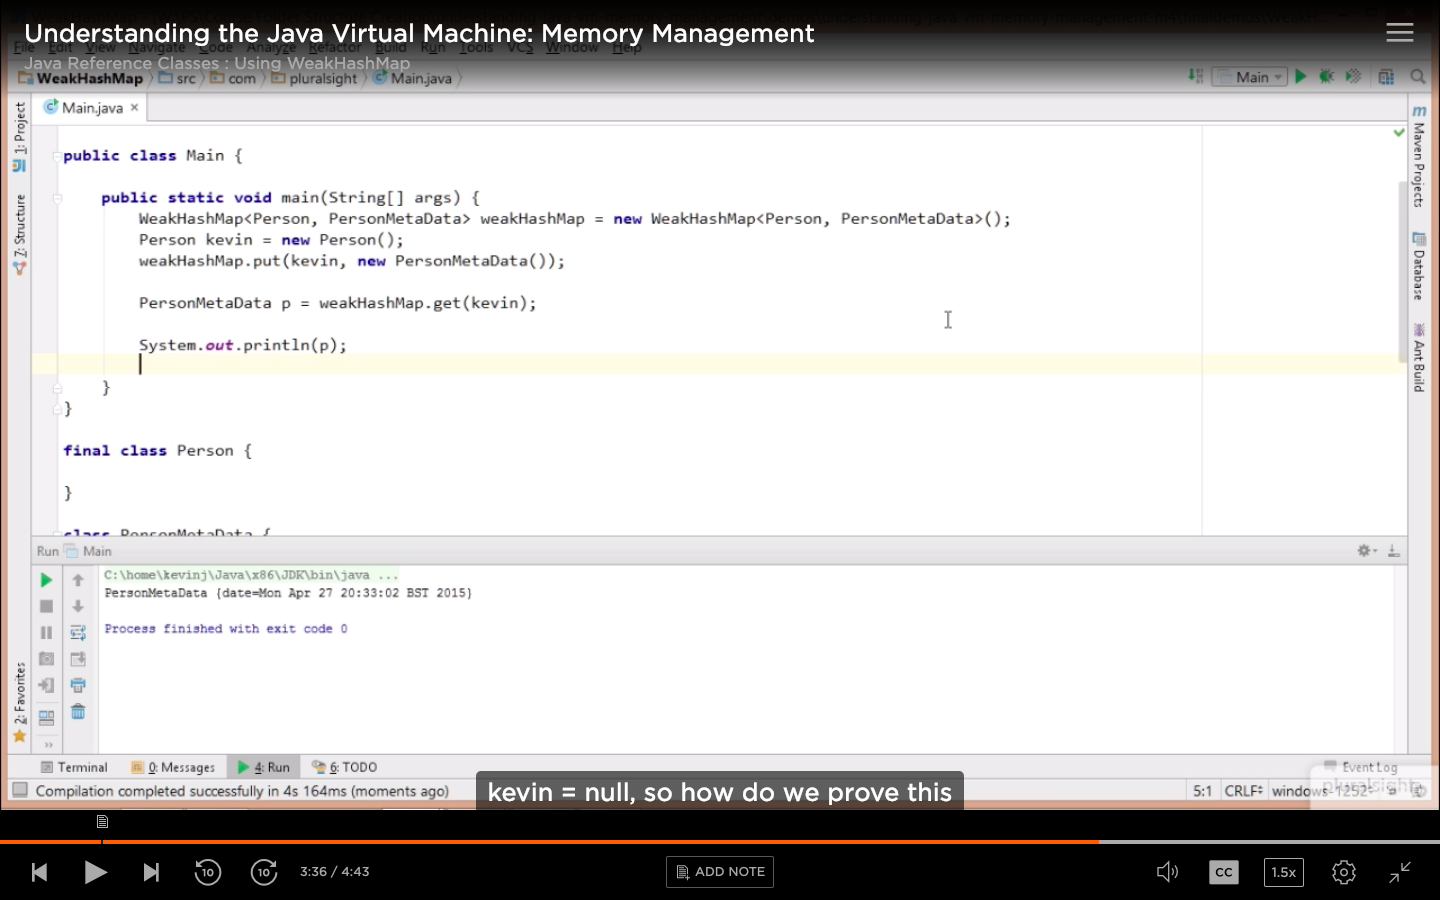 Understanding the Java Virtual Machine: Memory Management
File Edit View Navigate Code Analyze Refactor Build Run Tools VCS Window Help
Java Reference Classes : Using WeakHashMap
WeakHashMap src com pluralsight Main.java Main
1: Project
7: Structure
2: Favorites
Main.java ×
public class Main {
public static void main(String[] args) {
WeakHashMap<Person, PersonMetaData> weakHashMap = new WeakHashMap<Person, PersonMetaData>();
Person kevin = new Person();
weakHashMap.put(kevin, new PersonMetaData());
PersonMetaData p = weakHashMap.get(kevin);
System.out.println(p);
}
}
final class Person {
}
class PersonMetaData {
m Maven Projects
Database
Ant Build
Run Main
C:\home\kevinj\Java\x86\JDK\bin\java ...
PersonMetaData {date=Mon Apr 27 20:33:02 BST 2015}
Process finished with exit code 0
Terminal 0: Messages 4: Run 6: TODO Event Log
Compilation completed successfully in 4s 164ms (moments ago) 5:1 CRLF windows-1252
pluralsight
kevin = null, so how do we prove this
10 10 3:36 / 4:43 ADD NOTE CC 1.5x